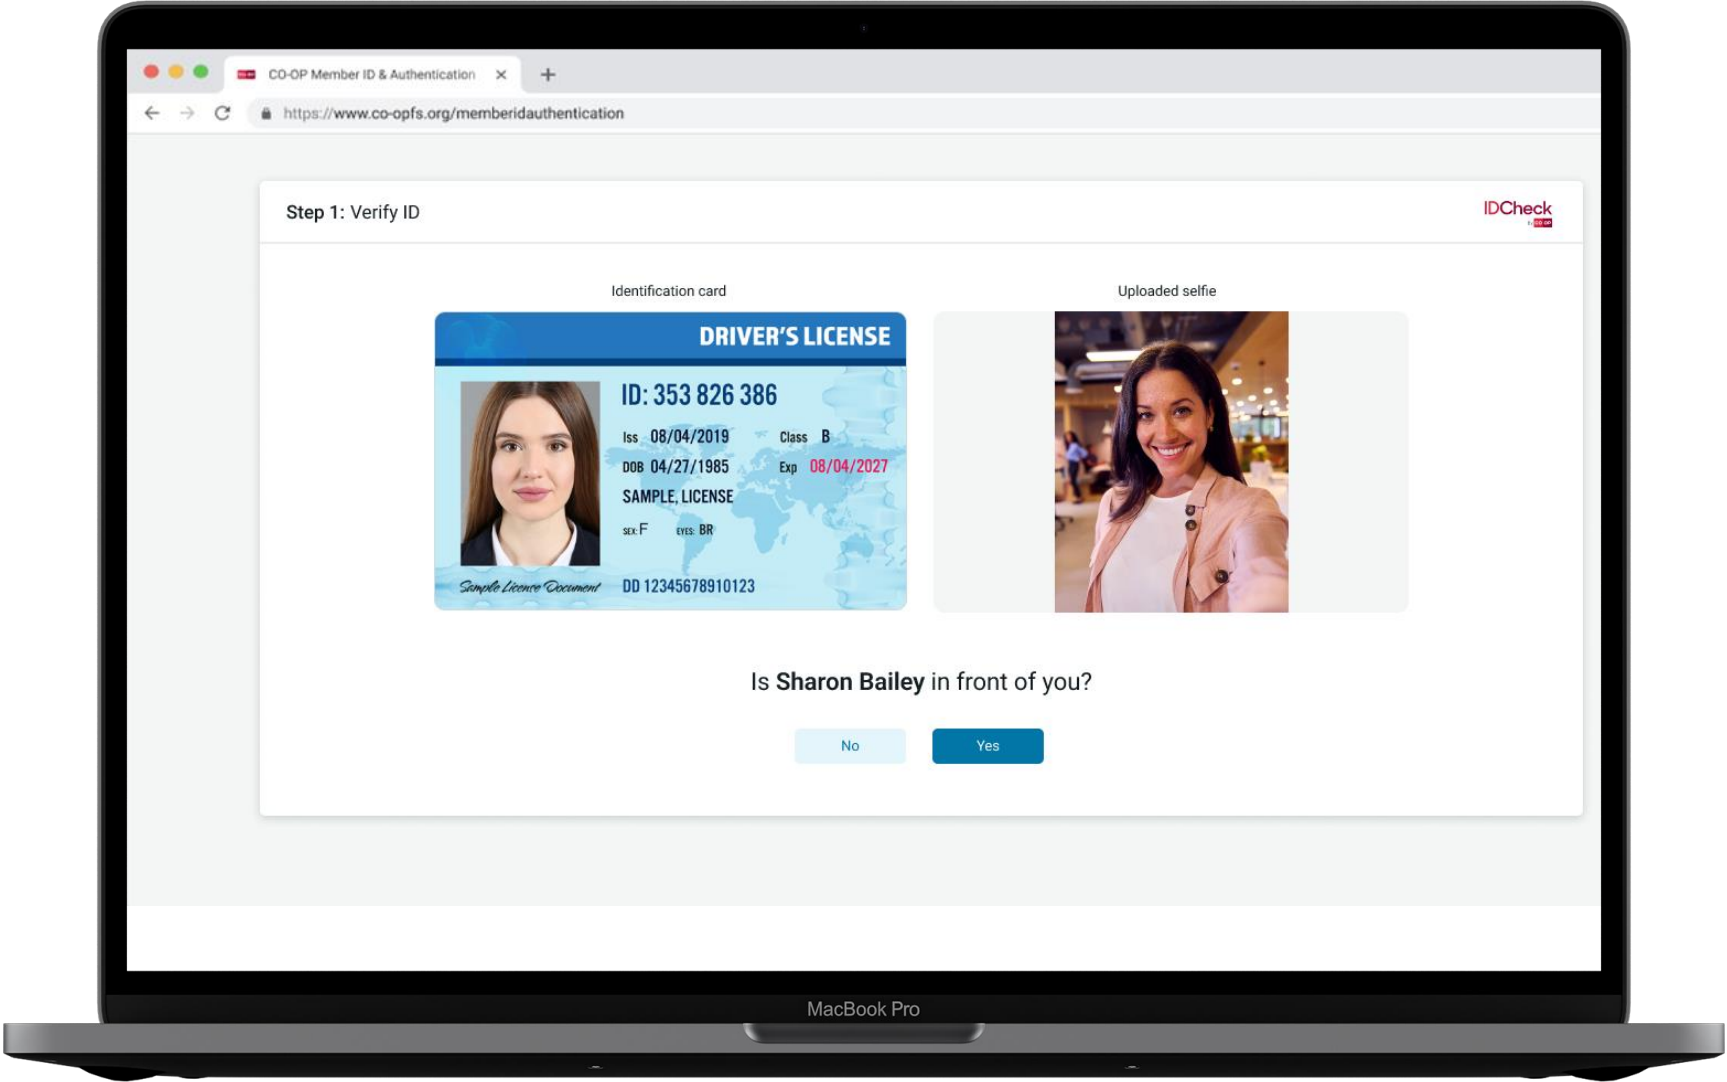 CO-OP Member ID & Authentication
https://www.co-opfs.org/memberidauthentication
Step 1: Verify ID
IDCheck
BY CO-OP
Identification card
Uploaded selfie
DRIVER'S LICENSE
ID: 353 826 386
Iss 08/04/2019 Class B
DOB 04/27/1985 Exp 08/04/2027
SAMPLE, LICENSE
SEX: F EYES: BR
Sample License Document
DD 12345678910123
Is Sharon Bailey in front of you?
No
Yes
MacBook Pro